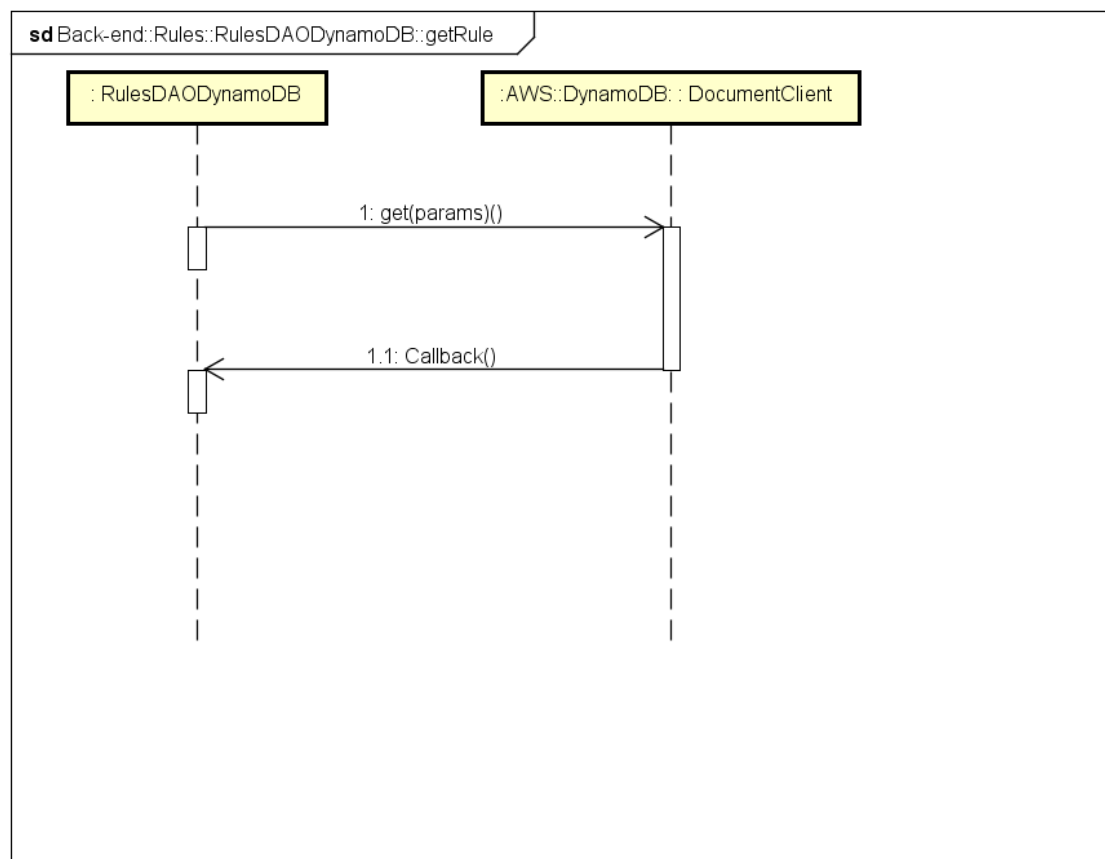 sd Back-end::Rules::RulesDAODynamoDB::getRule
: RulesDAODynamoDB
:AWS::DynamoDB: : DocumentClient
1: get(params)()
1.1: Callback()